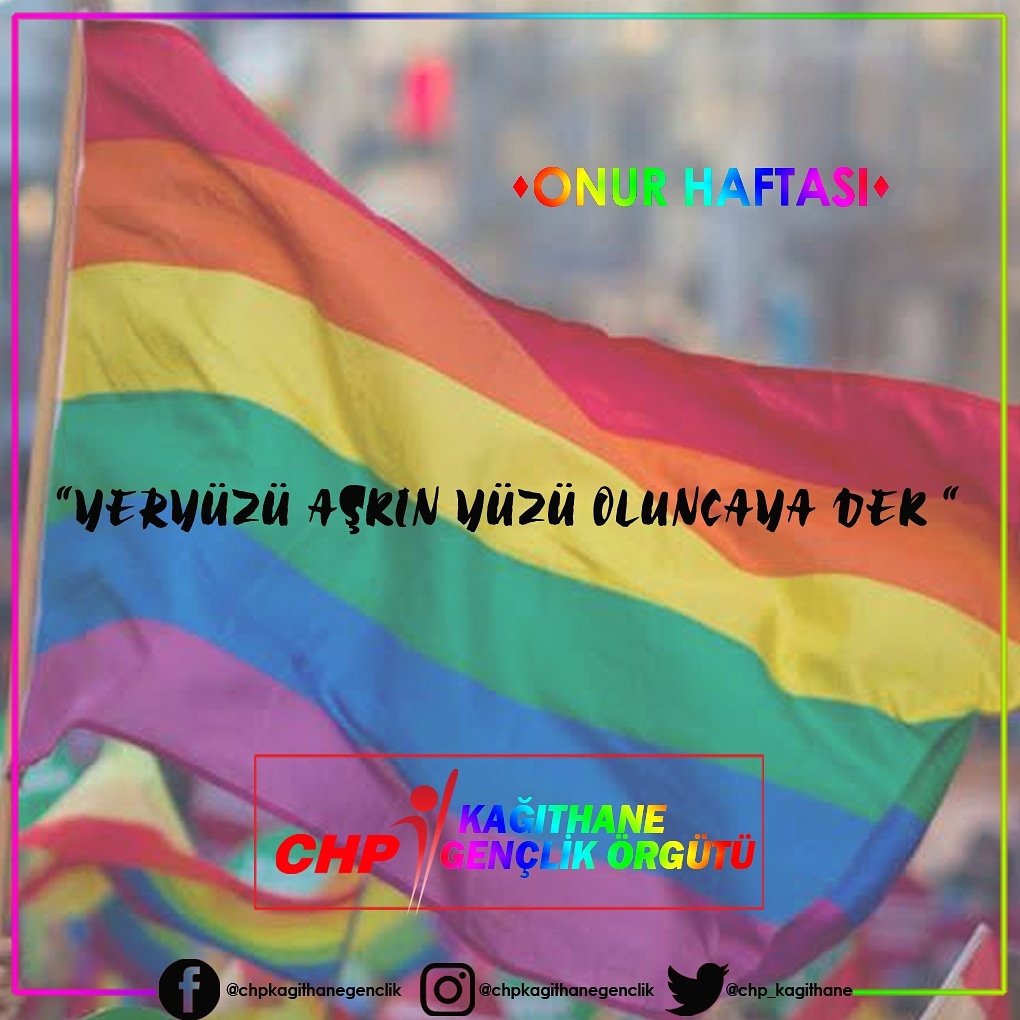 ♦ONUR HAFTASI♦
"YERYÜZÜ AŞKIN YÜZÜ OLUNCAYA DEK"
CHP KAĞITHANE
GENÇLİK ÖRGÜTÜ
@chpkagithanegenclik @chpkagithanegenclik @chp_kagithane